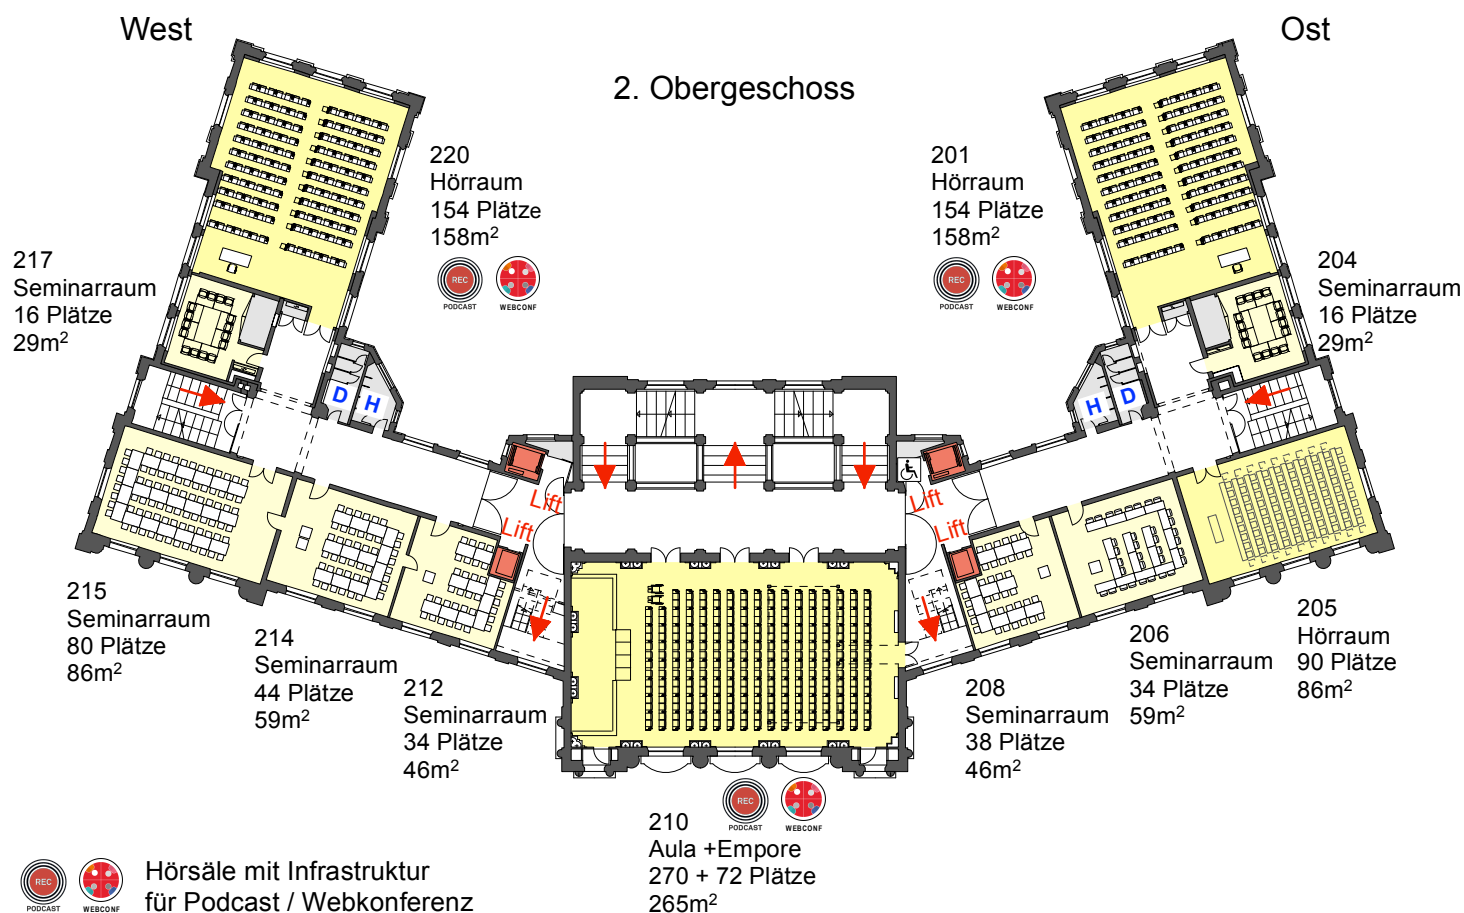 West
Ost
2. Obergeschoss
220
Hörraum
154 Plätze
158m²
REC
PODCAST
WEBCONF
201
Hörraum
154 Plätze
158m²
REC
PODCAST
WEBCONF
217
Seminarraum
16 Plätze
29m²
204
Seminarraum
16 Plätze
29m²
D
H
H
D
Lift
Lift
Lift
Lift
215
Seminarraum
80 Plätze
86m²
214
Seminarraum
44 Plätze
59m²
212
Seminarraum
34 Plätze
46m²
208
Seminarraum
38 Plätze
46m²
206
Seminarraum
34 Plätze
59m²
205
Hörraum
90 Plätze
86m²
REC
PODCAST
WEBCONF
210
Aula +Empore
270 + 72 Plätze
265m²
REC
PODCAST
WEBCONF
Hörsäle mit Infrastruktur
für Podcast / Webkonferenz